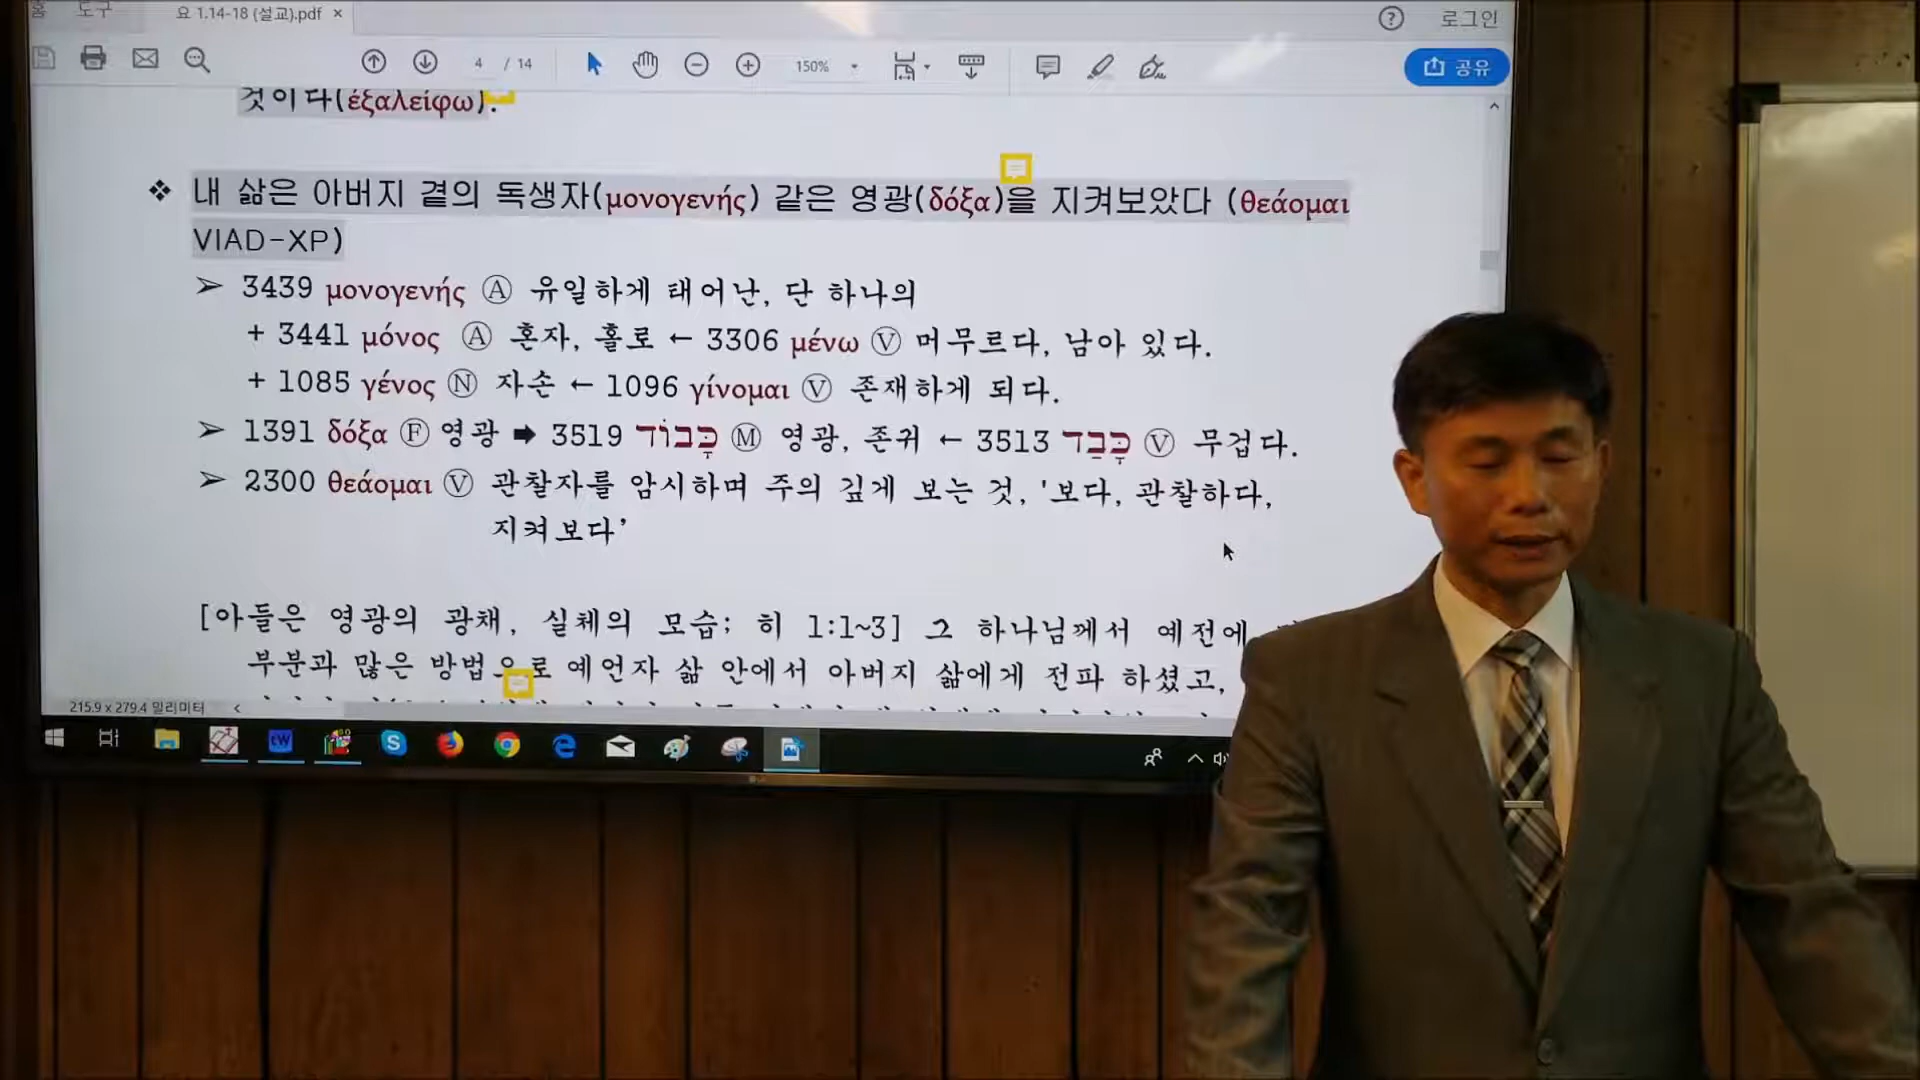 홈 도구 요 1.14-18 (설교).pdf × 로그인
4 / 14 150% 공유
것이다(ἐξαλείφω).
❖ 내 삶은 아버지 곁의 독생자(μονογενής) 같은 영광(δόξα)을 지켜보았다 (θεάομαι
VIAD-XP)
➢ 3439 μονογενής Ⓐ 유일하게 태어난, 단 하나의
+ 3441 μόνος Ⓐ 혼자, 홀로 ← 3306 μένω Ⓥ 머무르다, 남아 있다.
+ 1085 γένος Ⓝ 자손 ← 1096 γίνομαι Ⓥ 존재하게 되다.
➢ 1391 δόξα Ⓕ 영광 ➡ 3519 כָּבוֹד Ⓜ 영광, 존귀 ← 3513 כָּבַד Ⓥ 무겁다.
➢ 2300 θεάομαι Ⓥ 관찰자를 암시하며 주의 깊게 보는 것, '보다, 관찰하다,
지켜보다’
[아들은 영광의 광채, 실체의 모습; 히 1:1~3] 그 하나님께서 예전에
부분과 많은 방법으로 예언자 삶 안에서 아버지 삶에게 전파 하셨고,
215.9 x 279.4 밀리미터